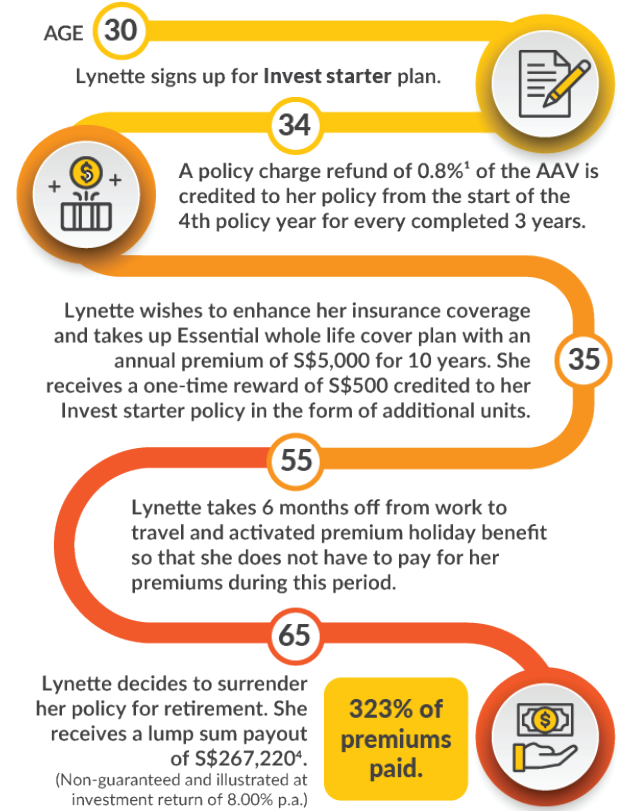 AGE 30
Lynette signs up for Invest starter plan.
34
A policy charge refund of 0.8%¹ of the AAV is
credited to her policy from the start of the
4th policy year for every completed 3 years.
Lynette wishes to enhance her insurance coverage
and takes up Essential whole life cover plan with an
annual premium of S$5,000 for 10 years. She
receives a one-time reward of S$500 credited to her
Invest starter policy in the form of additional units.
35
55
Lynette takes 6 months off from work to
travel and activated premium holiday benefit
so that she does not have to pay for her
premiums during this period.
65
Lynette decides to surrender
her policy for retirement. She
receives a lump sum payout
of S$267,220⁴.
(Non-guaranteed and illustrated at
investment return of 8.00% p.a.)
323% of
premiums
paid.